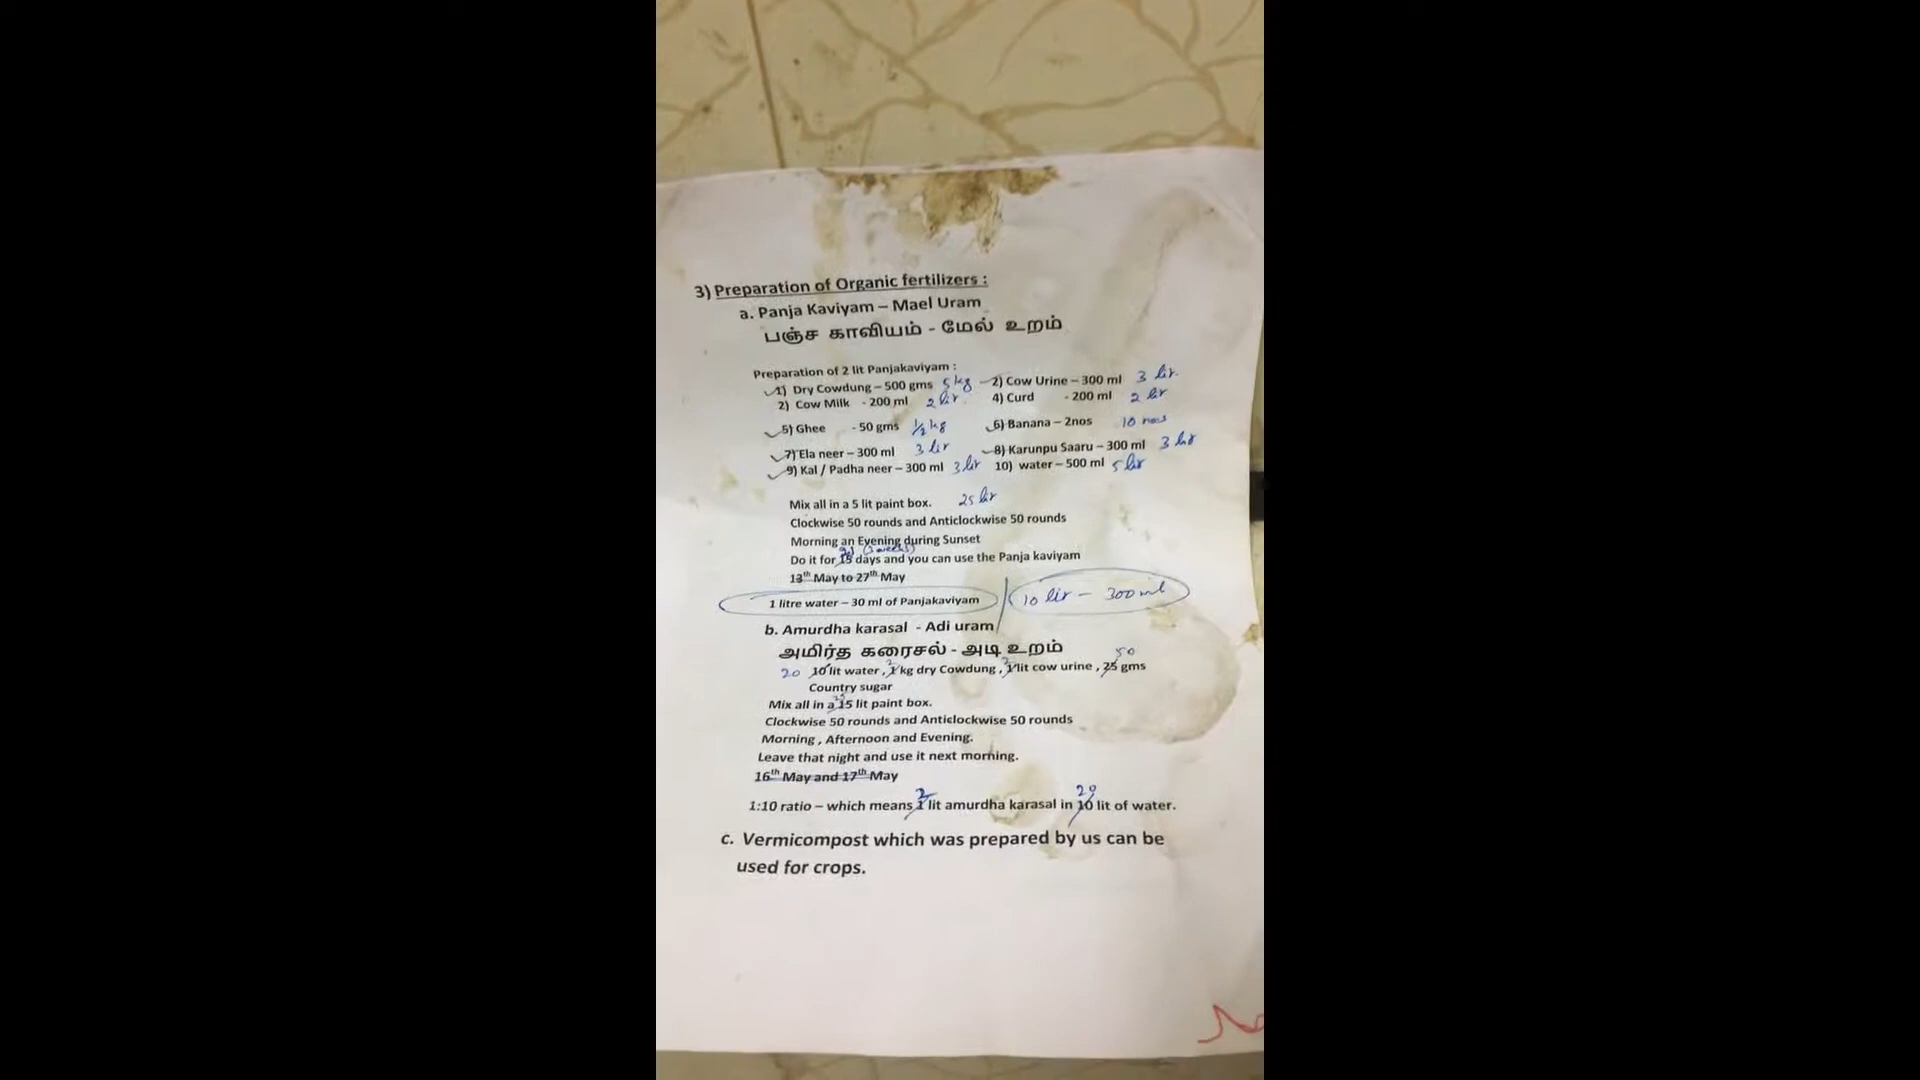 3) Preparation of Organic fertilizers :
a. Panja Kaviyam – Mael Uram
பஞ்ச காவியம் - மேல் உறம்
Preparation of 2 lit Panjakaviyam :
1) Dry Cowdung – 500 gms 5 kg 2) Cow Urine – 300 ml 3 lit.
2) Cow Milk - 200 ml 2 lit. 4) Curd - 200 ml 2 lit
5) Ghee - 50 gms ½ kg 6) Banana – 2nos 10 nos
7) Ela neer – 300 ml 3 lit 8) Karunpu Saaru – 300 ml 3 lit
9) Kal / Padha neer – 300 ml 3 lit 10) water – 500 ml 5 lit
Mix all in a 5 lit paint box. 25 lit
Clockwise 50 rounds and Anticlockwise 50 rounds
Morning an Evening during Sunset
(3 weeks)
Do it for 15 days and you can use the Panja kaviyam
13th May to 27th May
1 litre water – 30 ml of Panjakaviyam / 10 lit – 300 ml
b. Amurdha karasal - Adi uram
அமிர்த கரைசல் - அடி உறம்
50
20 10 lit water , 1 kg dry Cowdung , 1 lit cow urine , 25 gms
Country sugar
Mix all in a 15 lit paint box.
Clockwise 50 rounds and Anticlockwise 50 rounds
Morning , Afternoon and Evening.
Leave that night and use it next morning.
16th May and 17th May
2 20
1:10 ratio – which means 1 lit amurdha karasal in 10 lit of water.
c. Vermicompost which was prepared by us can be
used for crops.